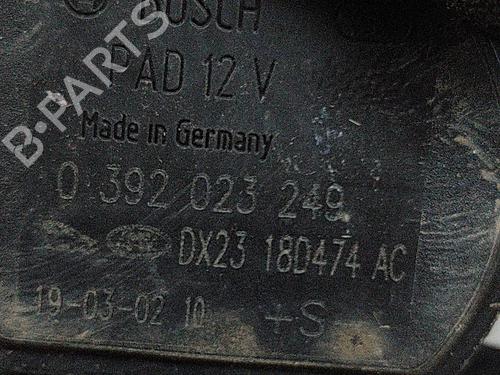 BOSCH
PAD 12 V
B-PARTS
Made in Germany
0 392 023 249
DX23 18D474 AC
19-03-02 10 +S